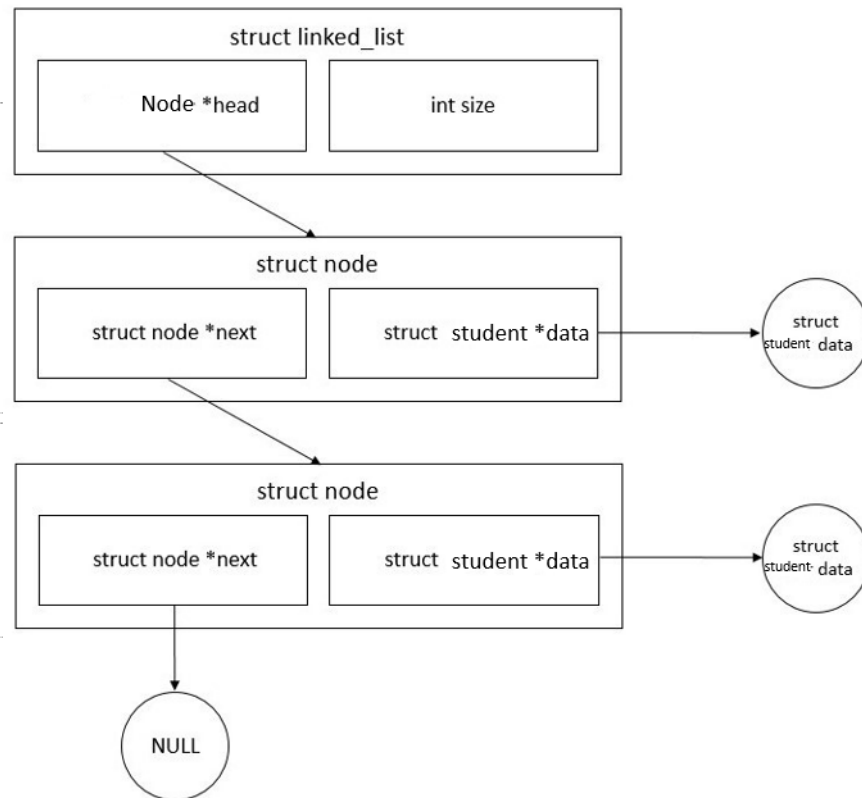 struct linked_list
Node *head
int size
struct node
struct node *next
struct student *data
struct
student data
struct node
struct node *next
struct student *data
struct
student data
NULL